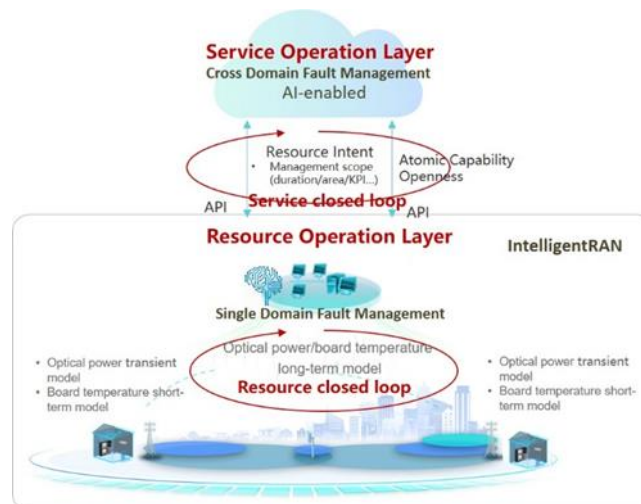 Service Operation Layer
Cross Domain Fault Management
AI-enabled
Resource Intent
• Management scope
(duration/area/KPI...)
Atomic Capability
Openness
Service closed loop
API
API
Resource Operation Layer
IntelligentRAN
Single Domain Fault Management
Optical power/board temperature
long-term model
Resource closed loop
• Optical power transient
model
• Board temperature short-
term model
• Optical power transient
model
• Board temperature short-
term model